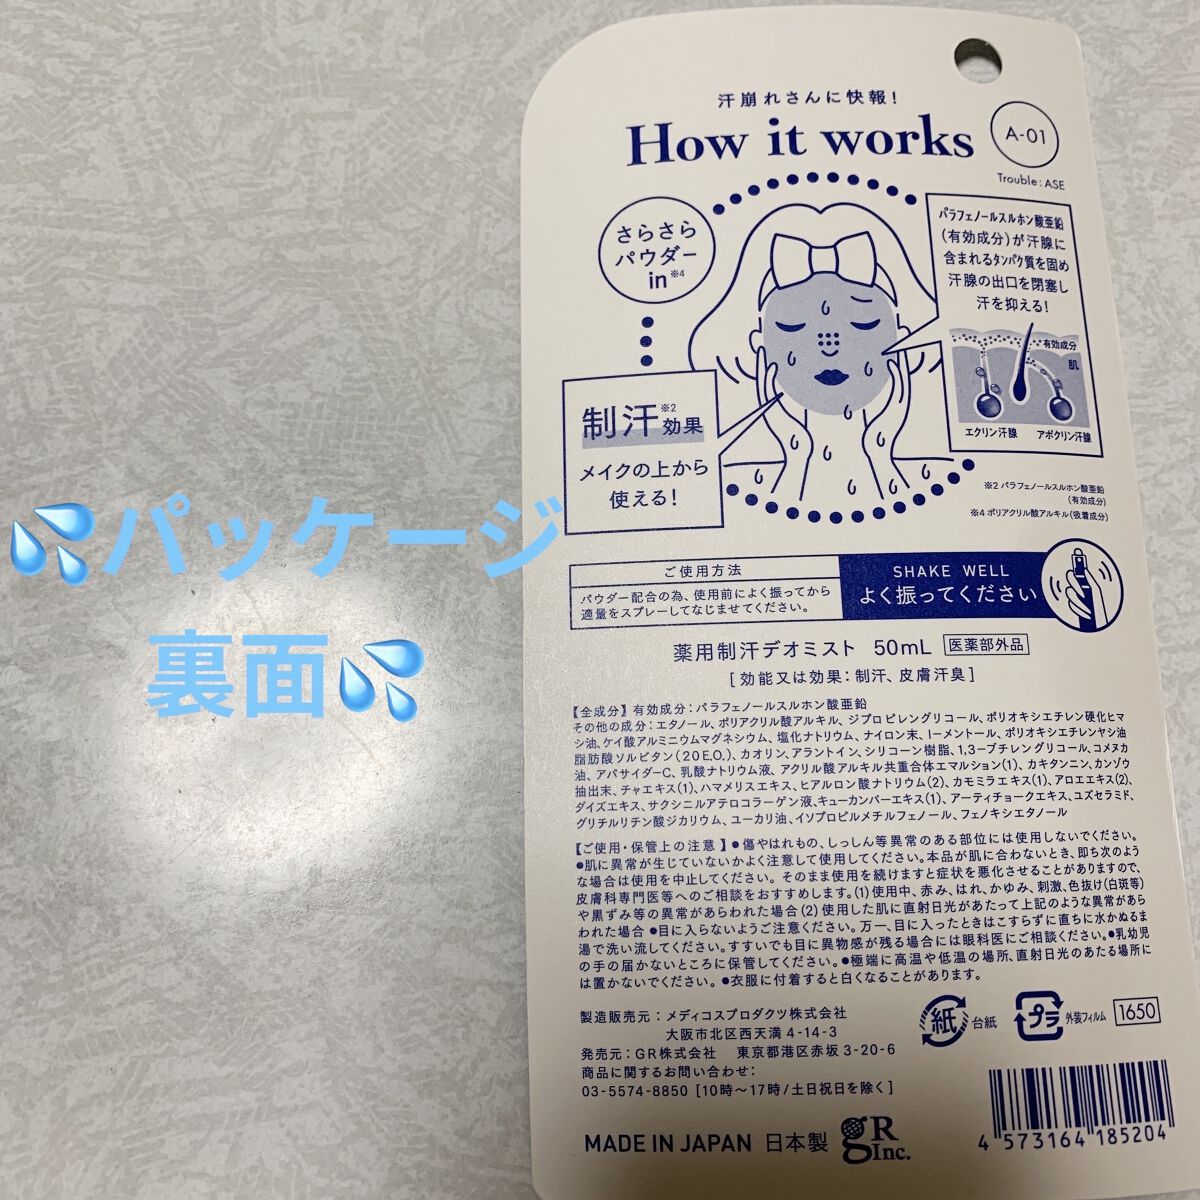 💦パッケージ
裏面💦
汗崩れさんに快報!
How it works
A-01
Trouble:ASE
さらさら
パウダー
in※4
パラフェノールスルホン酸亜鉛
(有効成分)が汗腺に
含まれるタンパク質を固め
汗腺の出口を閉塞し
汗を抑える!
有効成分
肌
エクリン汗腺
アポクリン汗腺
制汗※2効果
メイクの上から
使える!
※2 パラフェノールスルホン酸亜鉛
(有効成分)
※4 ポリアクリル酸アルキル(吸着成分)
ご使用方法
パウダー配合の為、使用前によく振ってから
適量をスプレーしてなじませてください。
SHAKE WELL
よく振ってください
薬用制汗デオミスト 50mL 医薬部外品
[効能又は効果:制汗、皮膚汗臭]
【全成分】有効成分:パラフェノールスルホン酸亜鉛
その他の成分:エタノール、ポリアクリル酸アルキル、ジプロピレングリコール、ポリオキシエチレン硬化ヒマ
シ油、ケイ酸アルミニウムマグネシウム、塩化ナトリウム、ナイロン末、l-メントール、ポリオキシエチレンヤシ油
脂肪酸ソルビタン(20E.O.)、カオリン、アラントイン、シリコーン樹脂、1,3-ブチレングリコール、コメヌカ
油、アパサイダーC、乳酸ナトリウム液、アクリル酸アルキル共重合体エマルション(1)、カキタンニン、カンゾウ
抽出末、チャエキス(1)、ハマメリスエキス、ヒアルロン酸ナトリウム(2)、カモミラエキス(1)、アロエエキス(2)、
ダイズエキス、サクシニルアテロコラーゲン液、キューカンバーエキス(1)、アーティチョークエキス、ユズセラミド、
グリチルリチン酸ジカリウム、ユーカリ油、イソプロピルメチルフェノール、フェノキシエタノール
【ご使用・保管上の注意】●傷やはれもの、しっしん等異常のある部位には使用しないでください。
●肌に異常が生じていないかよく注意して使用してください。本品が肌に合わないとき、即ち次のよう
な場合は使用を中止してください。そのまま使用を続けますと症状を悪化させることがありますので、
皮膚科専門医等へのご相談をおすすめします。(1)使用中、赤み、はれ、かゆみ、刺激、色抜け(白斑等)
や黒ずみ等の異常があらわれた場合(2)使用した肌に直射日光があたって上記のような異常があら
われた場合 ●目に入らないようご注意ください。万一、目に入ったときはこすらずに直ちに水かぬるま
湯で洗い流してください。すすいでも目に異物感が残る場合には眼科医にご相談ください。●乳幼児
の手の届かないところに保管してください。●極端に高温や低温の場所、直射日光のあたる場所に
は置かないでください。●衣服に付着すると白くなることがあります。
製造販売元:メディコスプロダクツ株式会社
大阪市北区西天満4-14-3
発売元:GR株式会社 東京都港区赤坂3-20-6
商品に関するお問い合わせ:
03-5574-8850 [10時〜17時/土日祝日を除く]
紙 台紙 プラ 外装フィルム 1650
MADE IN JAPAN 日本製
gR Inc.
4 573164 185204